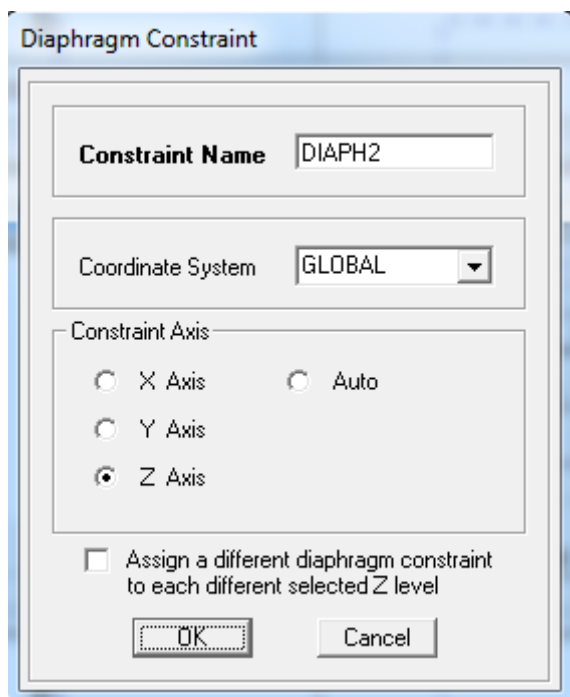 Diaphragm Constraint
Constraint Name DIAPH2
Coordinate System GLOBAL
Constraint Axis
X Axis Auto
Y Axis
Z Axis
Assign a different diaphragm constraint
to each different selected Z level
OK Cancel